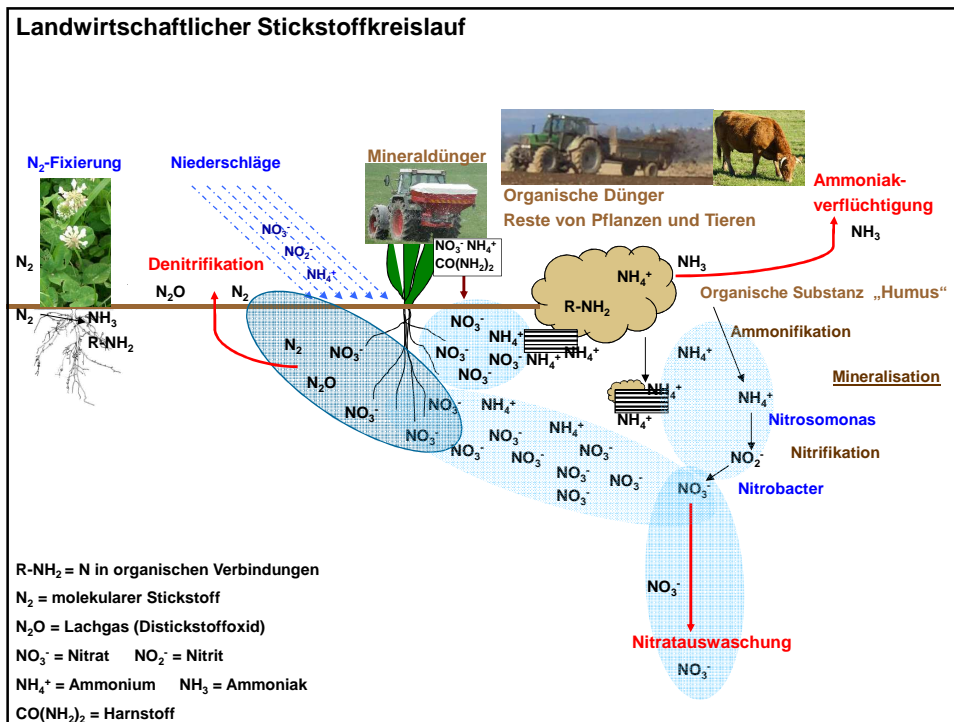 Landwirtschaftlicher Stickstoffkreislauf
N₂-Fixierung
Niederschläge
Mineraldünger
Organische Dünger
Reste von Pflanzen und Tieren
Ammoniak-
verflüchtigung
NO₃⁻
NO₂⁻
NH₄⁺
NO₃⁻ NH₄⁺
CO(NH₂)₂
NH₃
NH₃
N₂
Denitrifikation
N₂O
N₂
NH₄⁺
R-NH₂
Organische Substanz „Humus"
N₂
NH₃
R-NH₂
N₂
N₂O
NO₃⁻
NO₃⁻
NO₃⁻
NO₃⁻
NH₄⁺
NO₃⁻
NO₃⁻
NH₄⁺
NH₄⁺
Ammonifikation
NH₄⁺
Mineralisation
NH₄⁺
NH₄⁺
NH₄⁺
Nitrosomonas
NO₂⁻
Nitrifikation
NO₃⁻
Nitrobacter
NO₃⁻
NH₄⁺
NO₃⁻
NH₄⁺
NO₃⁻
NO₃⁻
NO₃⁻
NO₃⁻
NO₃⁻
NO₃⁻
NO₃⁻
NO₃⁻
Nitratauswaschung
NO₃⁻
R-NH₂ = N in organischen Verbindungen
N₂ = molekularer Stickstoff
N₂O = Lachgas (Distickstoffoxid)
NO₃⁻ = Nitrat NO₂⁻ = Nitrit
NH₄⁺ = Ammonium NH₃ = Ammoniak
CO(NH₂)₂ = Harnstoff